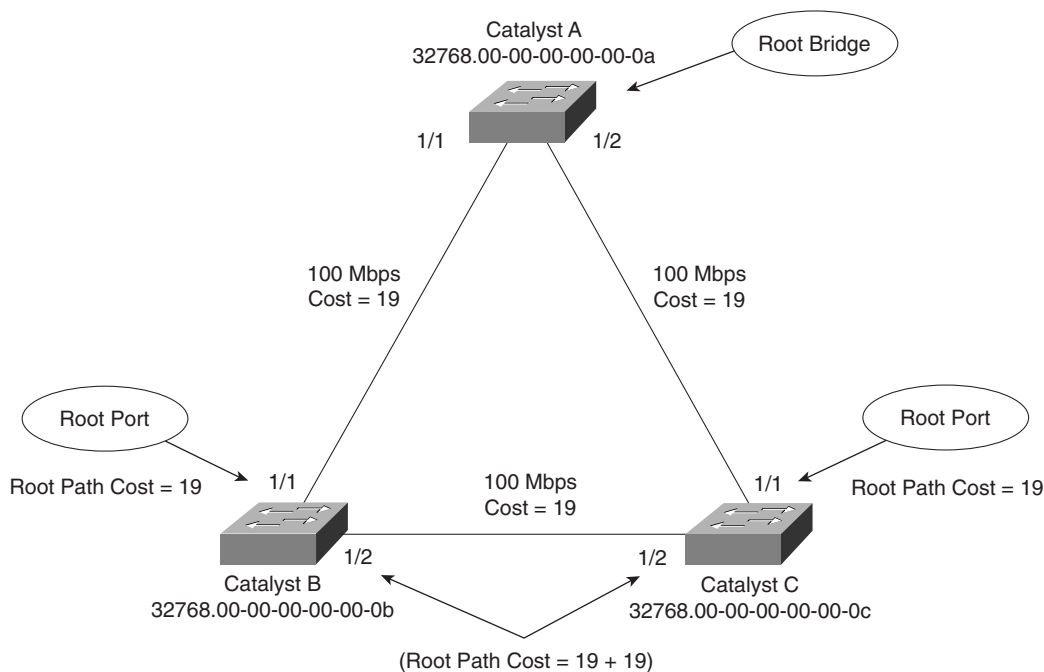 Catalyst A
32768.00-00-00-00-00-0a
Root Bridge
1/1
1/2
100 Mbps
Cost = 19
100 Mbps
Cost = 19
Root Port
Root Port
Root Path Cost = 19
1/1
100 Mbps
Cost = 19
1/1
Root Path Cost = 19
1/2
1/2
Catalyst B
32768.00-00-00-00-00-0b
Catalyst C
32768.00-00-00-00-00-0c
(Root Path Cost = 19 + 19)